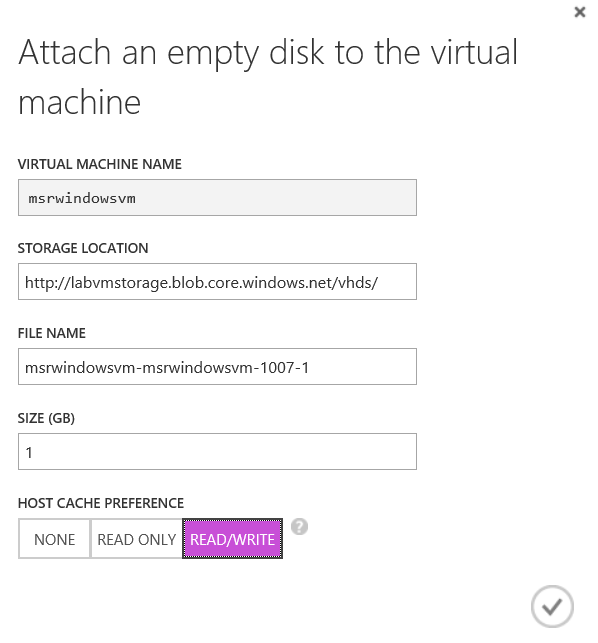 Attach an empty disk to the virtual
machine
VIRTUAL MACHINE NAME
msrwindowsvm
STORAGE LOCATION
http://labvmstorage.blob.core.windows.net/vhds/
FILE NAME
msrwindowsvm-msrwindowsvm-1007-1
SIZE (GB)
1
HOST CACHE PREFERENCE
NONE READ ONLY READ/WRITE ?